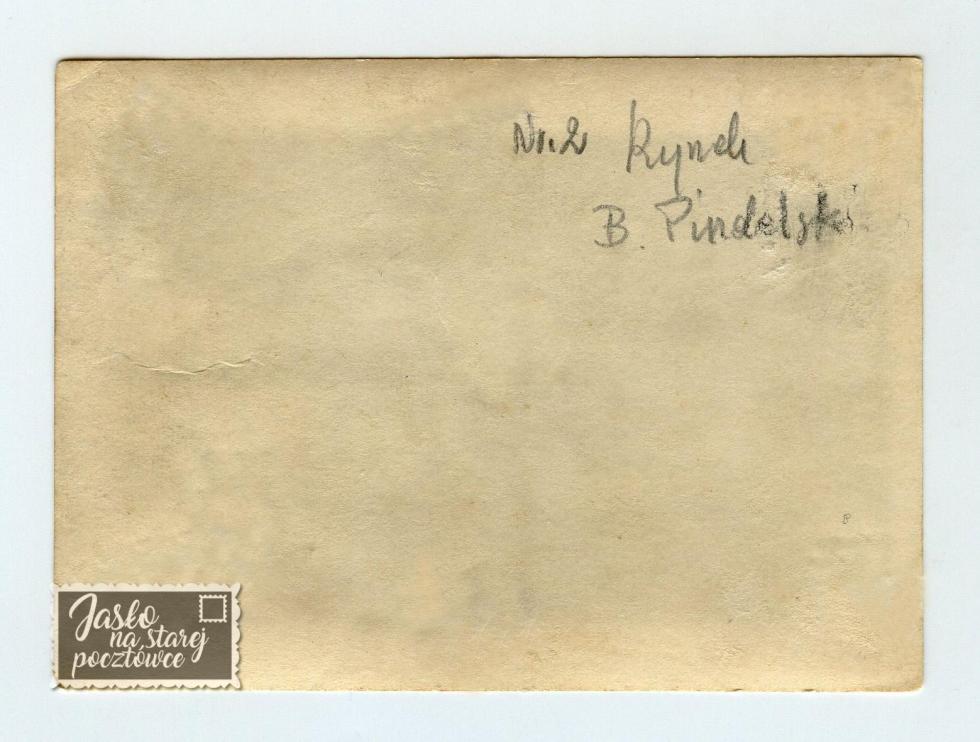 Nr. 2 Rynek
B. Pindelski
Jasło
na starej
pocztówce